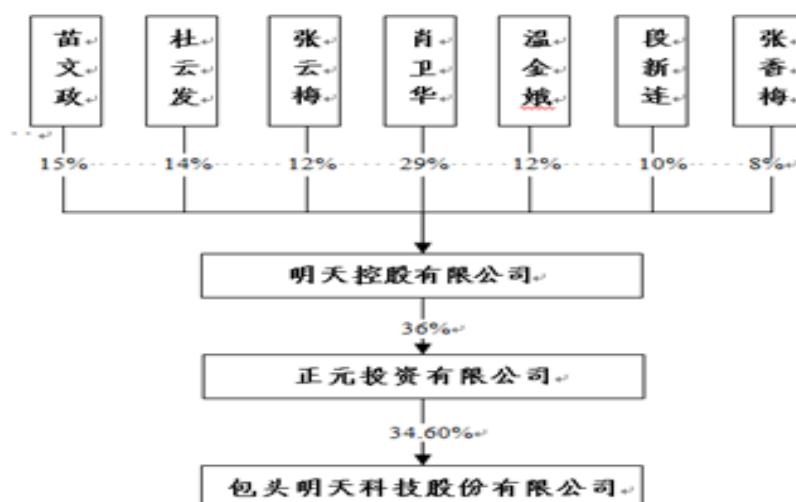 苗文政
杜云发
张云梅
肖卫华
温金娥
段新连
张香梅
15%
14%
12%
29%
12%
10%
8%
明天控股有限公司
36%
正元投资有限公司
34.60%
包头明天科技股份有限公司